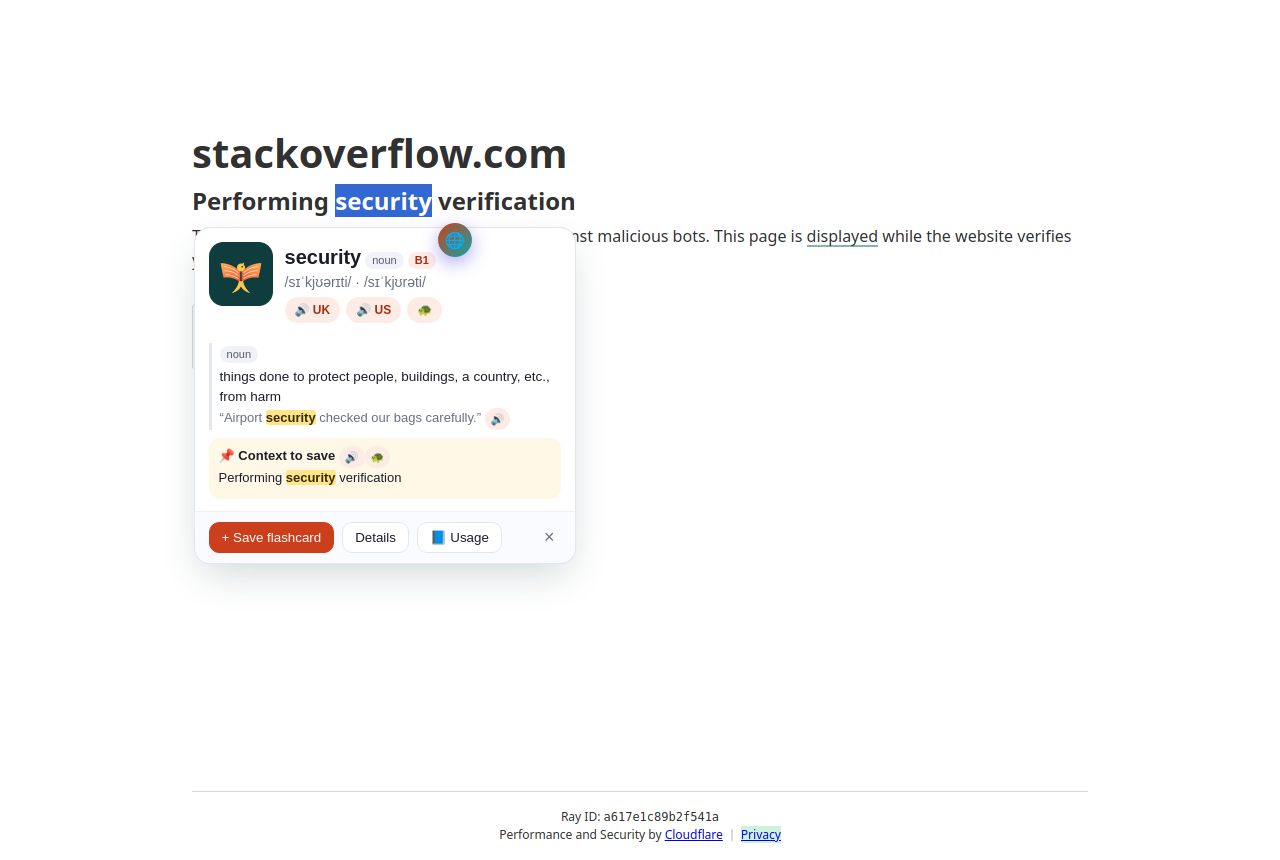 stackoverflow.com
Performing security verification
nst malicious bots. This page is displayed while the website verifies
security noun B1
/sɪˈkjʊərɪti/ · /sɪˈkjʊrəti/
UK US
noun
things done to protect people, buildings, a country, etc.,
from harm
“Airport security checked our bags carefully.”
Context to save
Performing security verification
+ Save flashcard Details Usage ×
Ray ID: a617e1c89b2f541a
Performance and Security by Cloudflare | Privacy